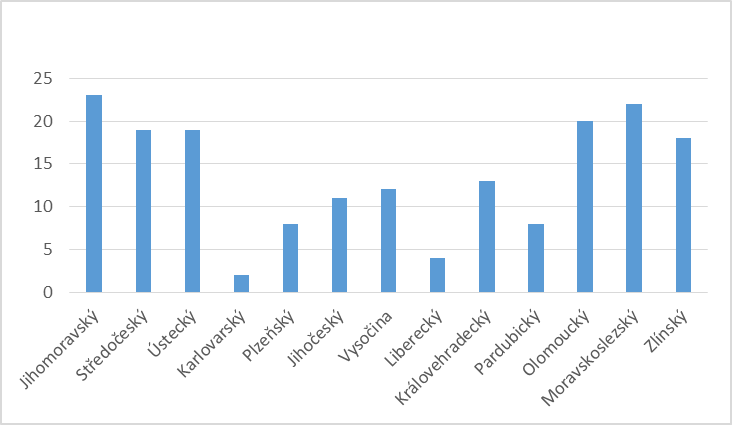 25
20
15
10
5
0
Jihomoravský
Středočeský
Ústecký
Karlovarský
Plzeňský
Jihočeský
Vysočina
Liberecký
Královehradecký
Pardubický
Olomoucký
Moravskoslezský
Zlínský